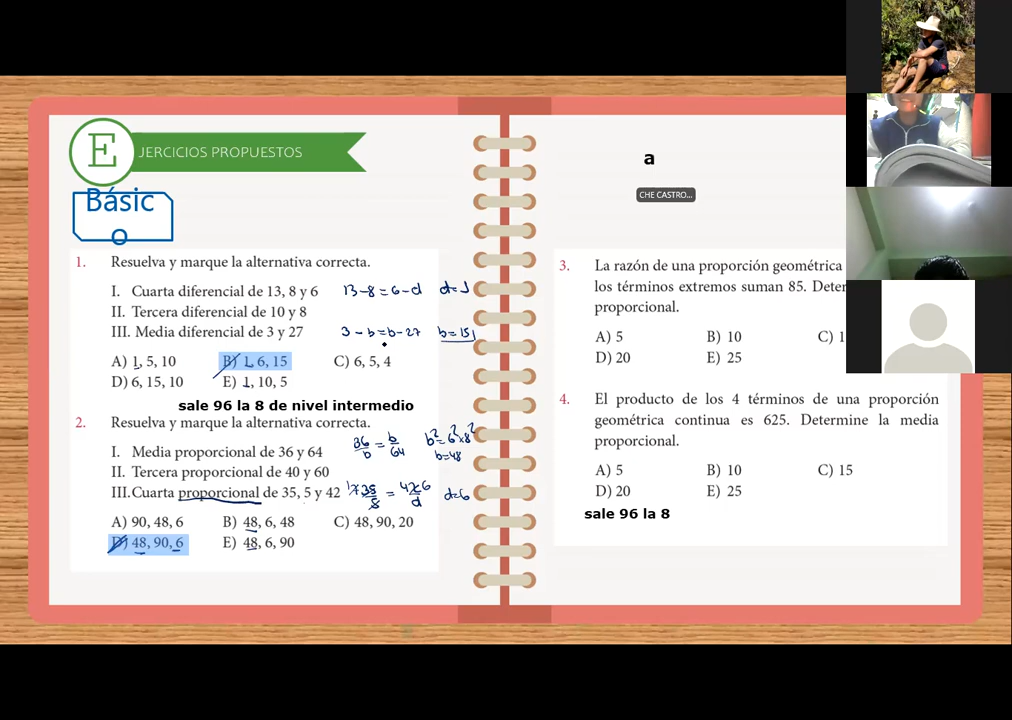 E
JERCICIOS PROPUESTOS
Básic
o
1. Resuelva y marque la alternativa correcta.
I. Cuarta diferencial de 13, 8 y 6 13-8=6-d d=1
II. Tercera diferencial de 10 y 8
III. Media diferencial de 3 y 27 3-b=b-27 b=15
A) 1, 5, 10 B) 1, 6, 15 C) 6, 5, 4
D) 6, 15, 10 E) 1, 10, 5
sale 96 la 8 de nivel intermedio
2. Resuelva y marque la alternativa correcta.
I. Media proporcional de 36 y 64 36/b = b/64 b²=6²×8²
b=48
II. Tercera proporcional de 40 y 60
III. Cuarta proporcional de 35, 5 y 42 d=6
A) 90, 48, 6 B) 48, 6, 48 C) 48, 90, 20
D) 48, 90, 6 E) 48, 6, 90
a
CHE CASTRO...
3. La razón de una proporción geométrica
los términos extremos suman 85.
proporcional.
A) 5 B) 10 C)
D) 20 E) 25
4. El producto de los 4 términos de una proporción
geométrica continua es 625. Determine la media
proporcional.
A) 5 B) 10 C) 15
D) 20 E) 25
sale 96 la 8